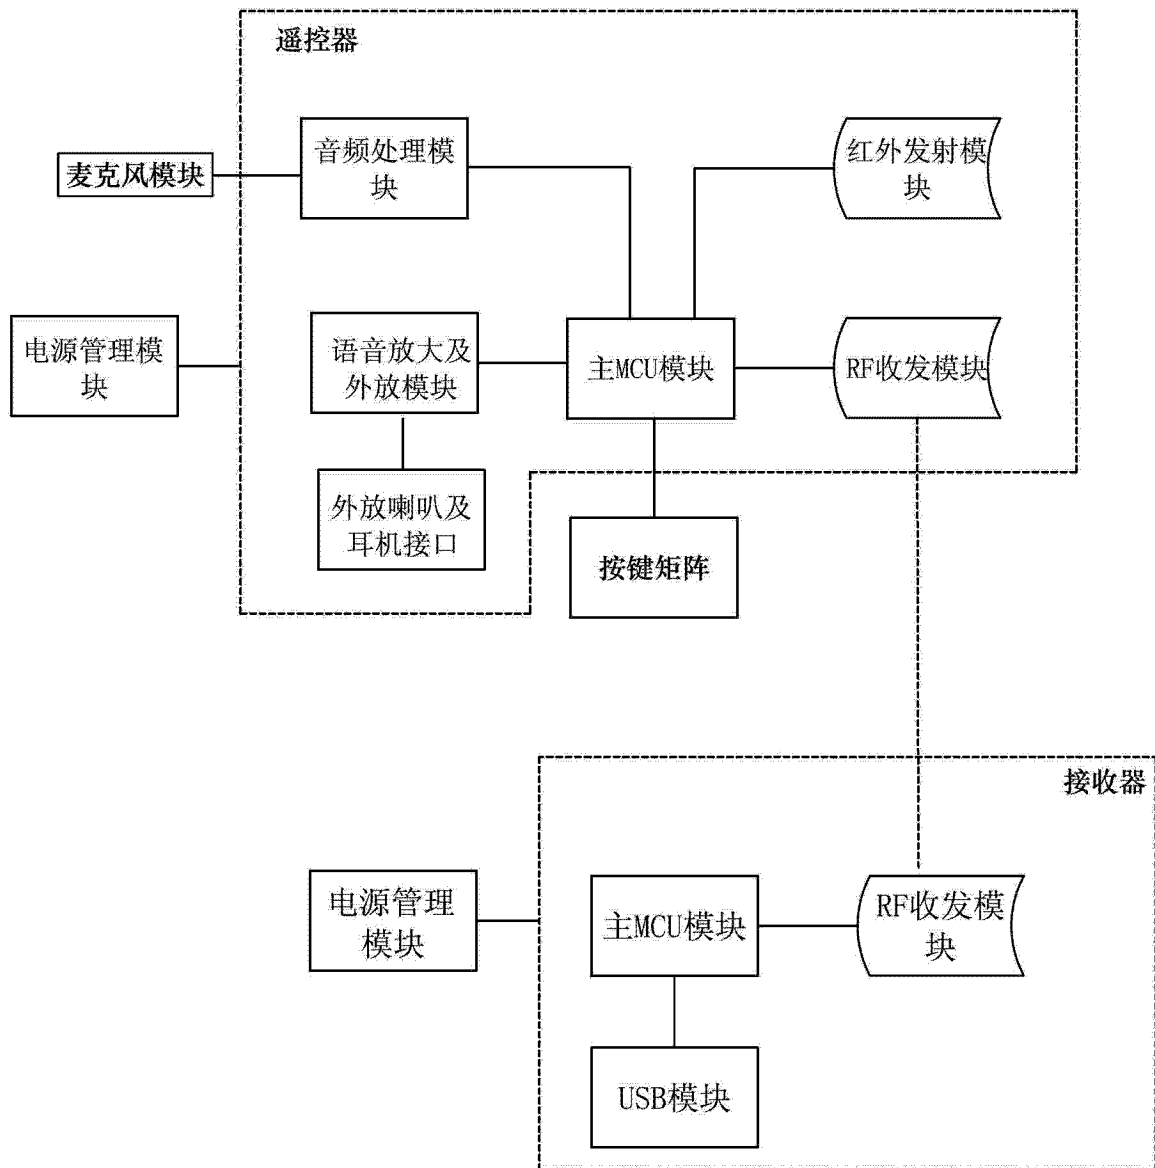 遥控器
音频处理模
块
红外发射模
块
麦克风模块
电源管理模
块
语音放大及
外放模块
主MCU模块
RF收发模块
外放喇叭及
耳机接口
按键矩阵
接收器
电源管理
模块
主MCU模块
RF收发模
块
USB模块